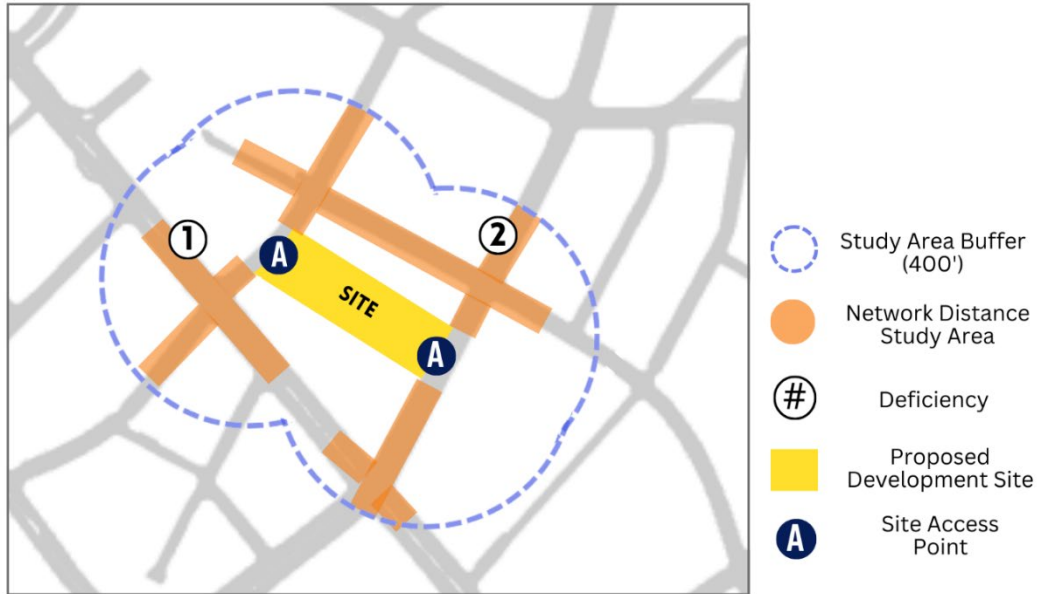 1
2
A
SITE
A
Study Area Buffer
(400')
Network Distance
Study Area
#
Deficiency
Proposed
Development Site
A
Site Access
Point